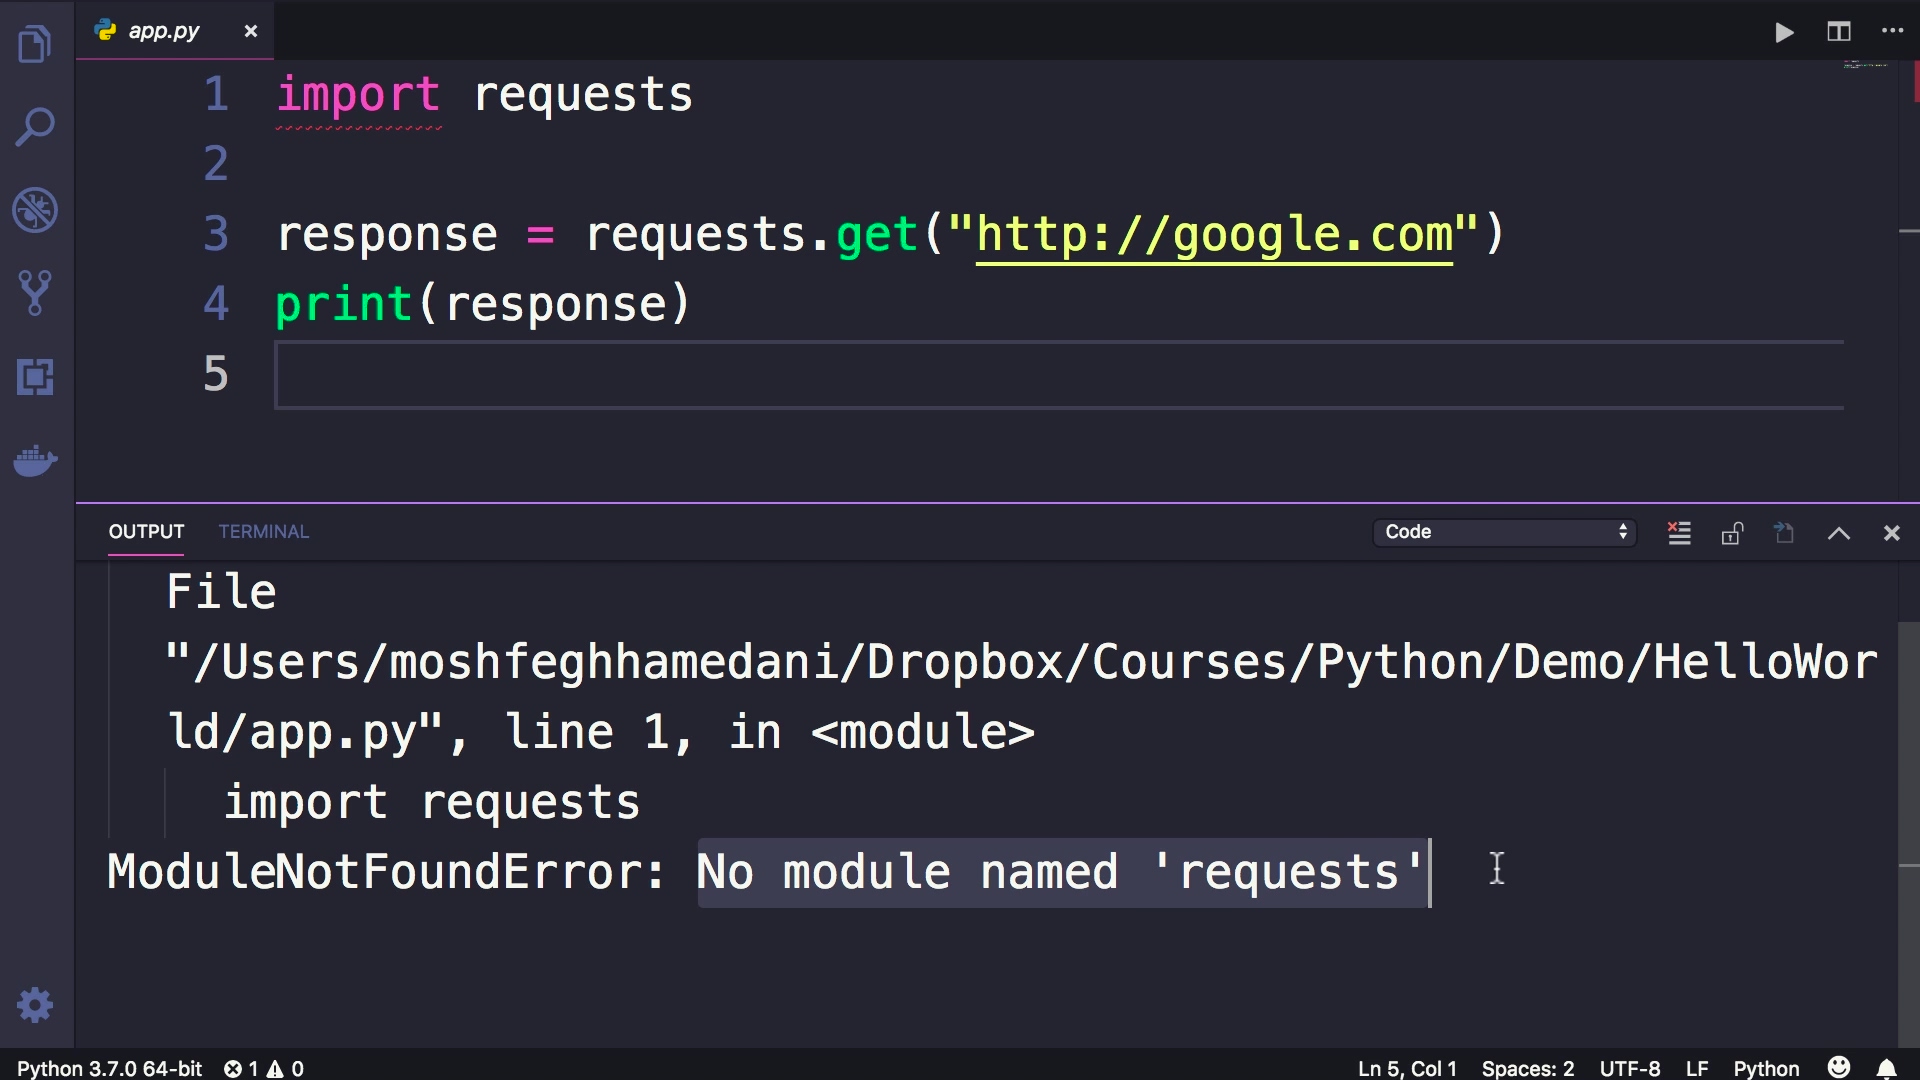 app.py
1 import requests
2
3 response = requests.get("http://google.com")
4 print(response)
5
OUTPUT TERMINAL Code
File
"/Users/moshfeghhamedani/Dropbox/Courses/Python/Demo/HelloWor
ld/app.py", line 1, in <module>
import requests
ModuleNotFoundError: No module named 'requests'
Python 3.7.0 64-bit 1 0 Ln 5, Col 1 Spaces: 2 UTF-8 LF Python